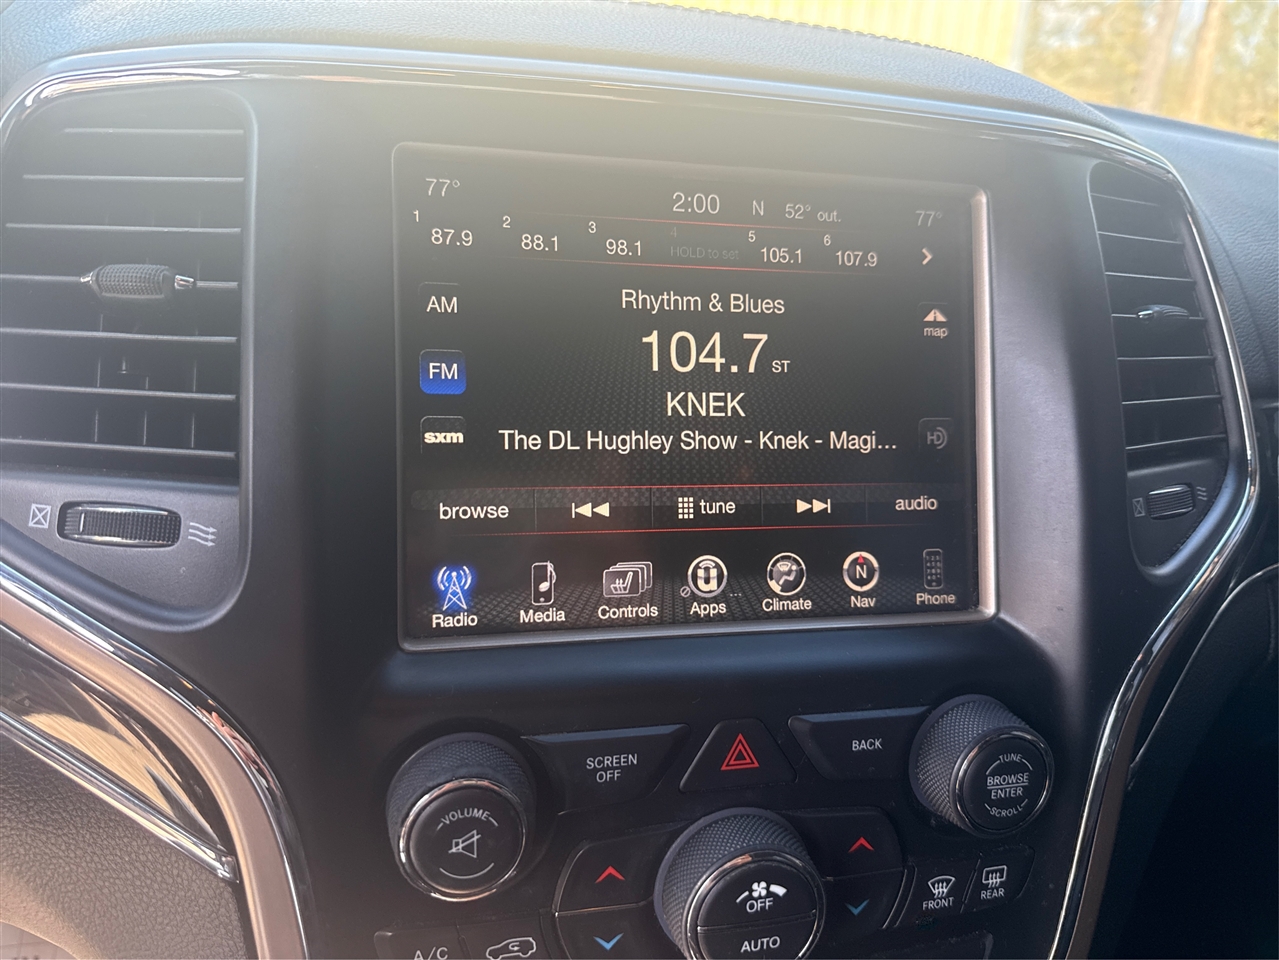 77° 2:00 N 52° out. 77°
1 87.9 2 88.1 3 98.1 4 HOLD to set 5 105.1 6 107.9
AM
Rhythm & Blues
map
FM
104.7 ST
KNEK
sxm
The DL Hughley Show - Knek - Magi...
HD
browse tune audio
Radio Media Controls Apps ... Climate Nav Phone
N
SCREEN
OFF
BACK
TUNE
BROWSE
ENTER
SCROLL
VOLUME
OFF
AUTO
FRONT
REAR
A/C